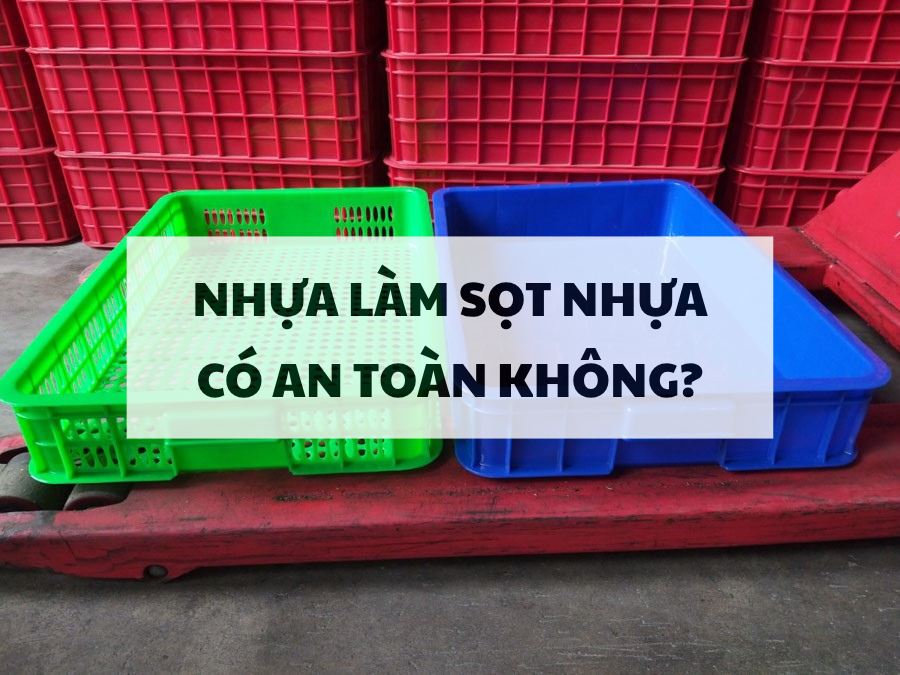 NHỰA LÀM SỌT NHỰA
CÓ AN TOÀN KHÔNG?